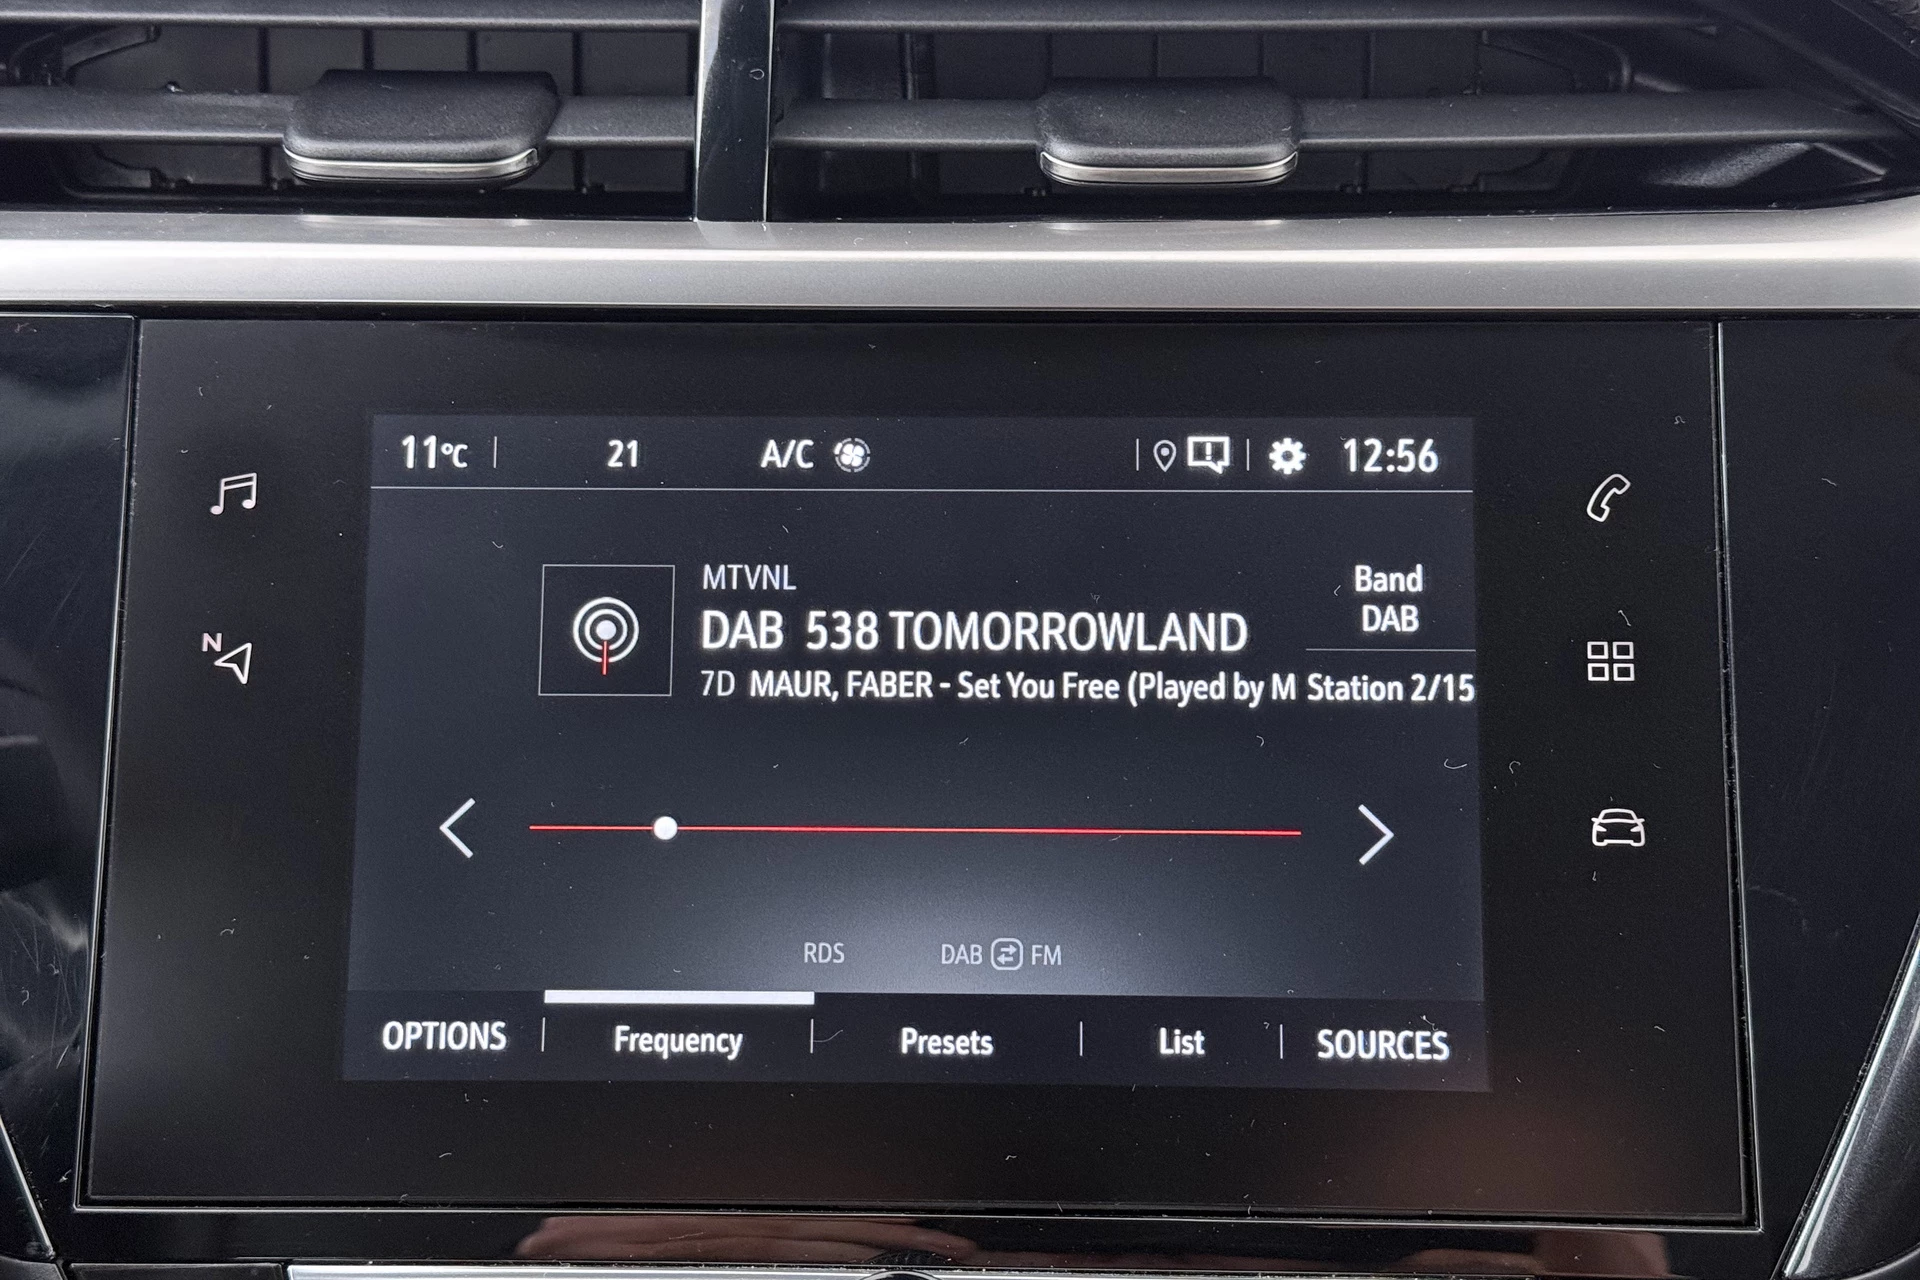 11°C 21 A/C 12:56
MTVNL
DAB 538 TOMORROWLAND
7D MAUR, FABER - Set You Free (Played by M
Band
DAB
Station 2/15
N
RDS DAB FM
OPTIONS Frequency Presets List SOURCES